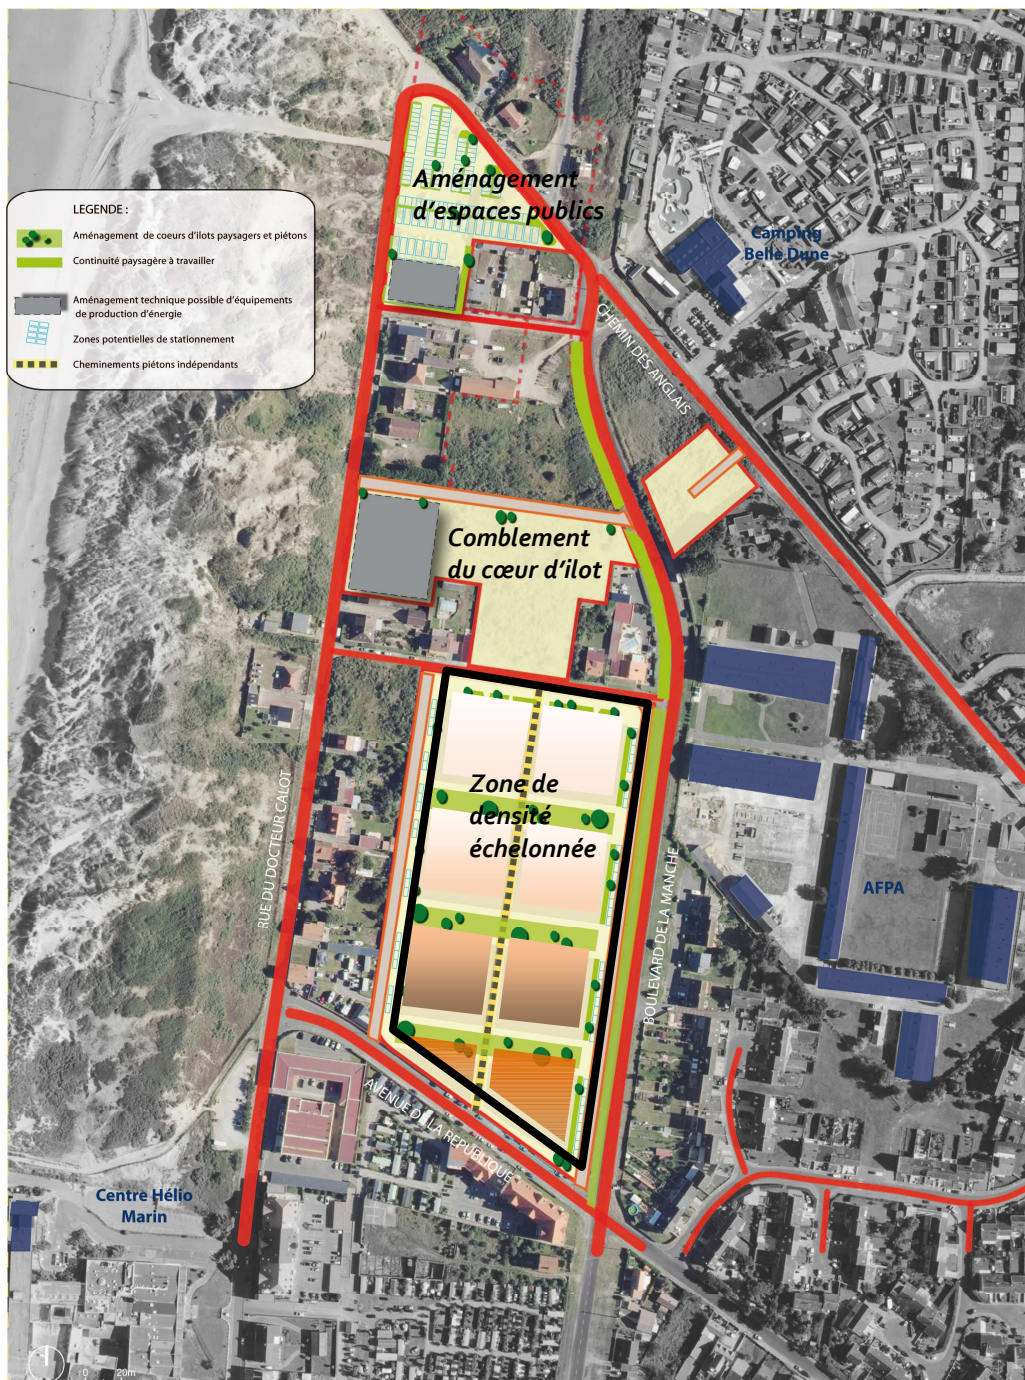 Aménagement
d'espaces publics
Camping
Belle Dune
LEGENDE :
Aménagement de coeurs d'ilots paysagers et piétons
Continuité paysagère à travailler
Aménagement technique possible d'équipements
de production d'énergie
Zones potentielles de stationnement
Cheminements piétons indépendants
CHEMIN DES ANGLAIS
Comblement
du cœur d'ilot
Zone de
densité
échelonnée
RUE DU DOCTEUR CALOT
BOULEVARD DE LA MANCHE
AFPA
AVENUE DE LA REPUBLIQUE
Centre Hélio
Marin
0 20m